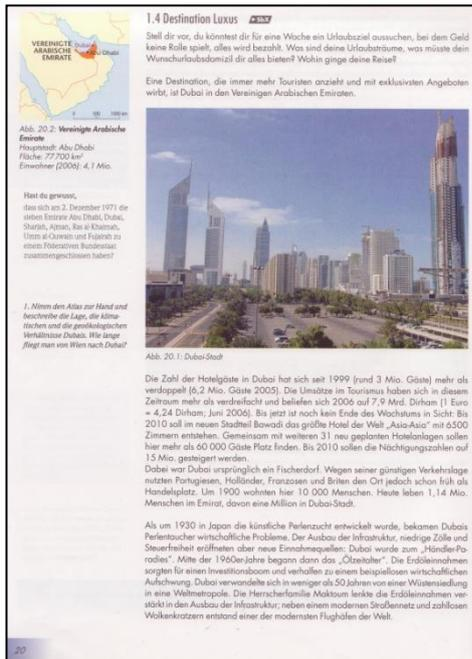 1.4 Destination Luxus ▸SbX
Stell dir vor, du könntest dir für eine Woche ein Urlaubsziel aussuchen, bei dem Geld
keine Rolle spielt, alles wird bezahlt. Was sind deine Urlaubsträume, was müsste dein
Wunschurlaubsdomizil dir alles bieten? Wohin ginge deine Reise?
Eine Destination, die immer mehr Touristen anzieht und mit exklusivsten Angeboten
wirbt, ist Dubai in den Vereinigten Arabischen Emiraten.
VEREINIGTE
ARABISCHE
EMIRATE
Dubai
Abu Dhabi
0 500 1000 km
Abb. 20.2: Vereinigte Arabische
Emirate
Hauptstadt: Abu Dhabi
Fläche: 77700 km²
Einwohner (2006): 4,1 Mio.
Hast du gewusst,
dass sich am 2. Dezember 1971 die
sieben Emirate Abu Dhabi, Dubai,
Sharjah, Ajman, Ras al-Khaimah,
Umm al-Quwain und Fujairah zu
einem Föderativen Bundesstaat
zusammengeschlossen haben?
1. Nimm den Atlas zur Hand und
beschreibe die Lage, die klima-
tischen und die geoökologischen
Verhältnisse Dubais. Wie lange
fliegt man von Wien nach Dubai?
Abb. 20.1: Dubai-Stadt
Die Zahl der Hotelgäste in Dubai hat sich seit 1999 (rund 3 Mio. Gäste) mehr als
verdoppelt (6,2 Mio. Gäste 2005). Die Umsätze im Tourismus haben sich in diesem
Zeitraum mehr als verdreifacht und beliefen sich 2006 auf 7,9 Mrd. Dirham (1 Euro
= 4,24 Dirham; Juni 2006). Bis jetzt ist noch kein Ende des Wachstums in Sicht: Bis
2010 soll im neuen Stadtteil Bawadi das größte Hotel der Welt „Asia-Asia" mit 6500
Zimmern entstehen. Gemeinsam mit weiteren 31 neu geplanten Hotelanlagen sollen
hier mehr als 60 000 Gäste Platz finden. Bis 2010 sollen die Nächtigungszahlen auf
15 Mio. gesteigert werden.
Dabei war Dubai ursprünglich ein Fischerdorf. Wegen seiner günstigen Verkehrslage
nutzten Portugiesen, Holländer, Franzosen und Briten den Ort jedoch schon früh als
Handelsplatz. Um 1900 wohnten hier 10 000 Menschen. Heute leben 1,14 Mio.
Menschen im Emirat, davon eine Million in Dubai-Stadt.
Als um 1930 in Japan die künstliche Perlenzucht entwickelt wurde, bekamen Dubais
Perlentaucher wirtschaftliche Probleme. Der Ausbau der Infrastruktur, niedrige Zölle und
Steuerfreiheit eröffneten aber neue Einnahmequellen: Dubai wurde zum „Händler-Pa-
radies". Mitte der 1960er-Jahre begann dann das „Ölzeitalter". Die Erdöleinnahmen
sorgten für einen Investitionsboom und verhalfen zu einem beispiellosen wirtschaftlichen
Aufschwung. Dubai verwandelte sich in weniger als 50 Jahren von einer Wüstensiedlung
in eine Weltmetropole. Die Herrscherfamilie Maktoum lenkte die Erdöleinnahmen ver-
stärkt in den Ausbau der Infrastruktur; neben einem modernen Straßennetz und zahllosen
Wolkenkratzern entstand einer der modernsten Flughäfen der Welt.
20